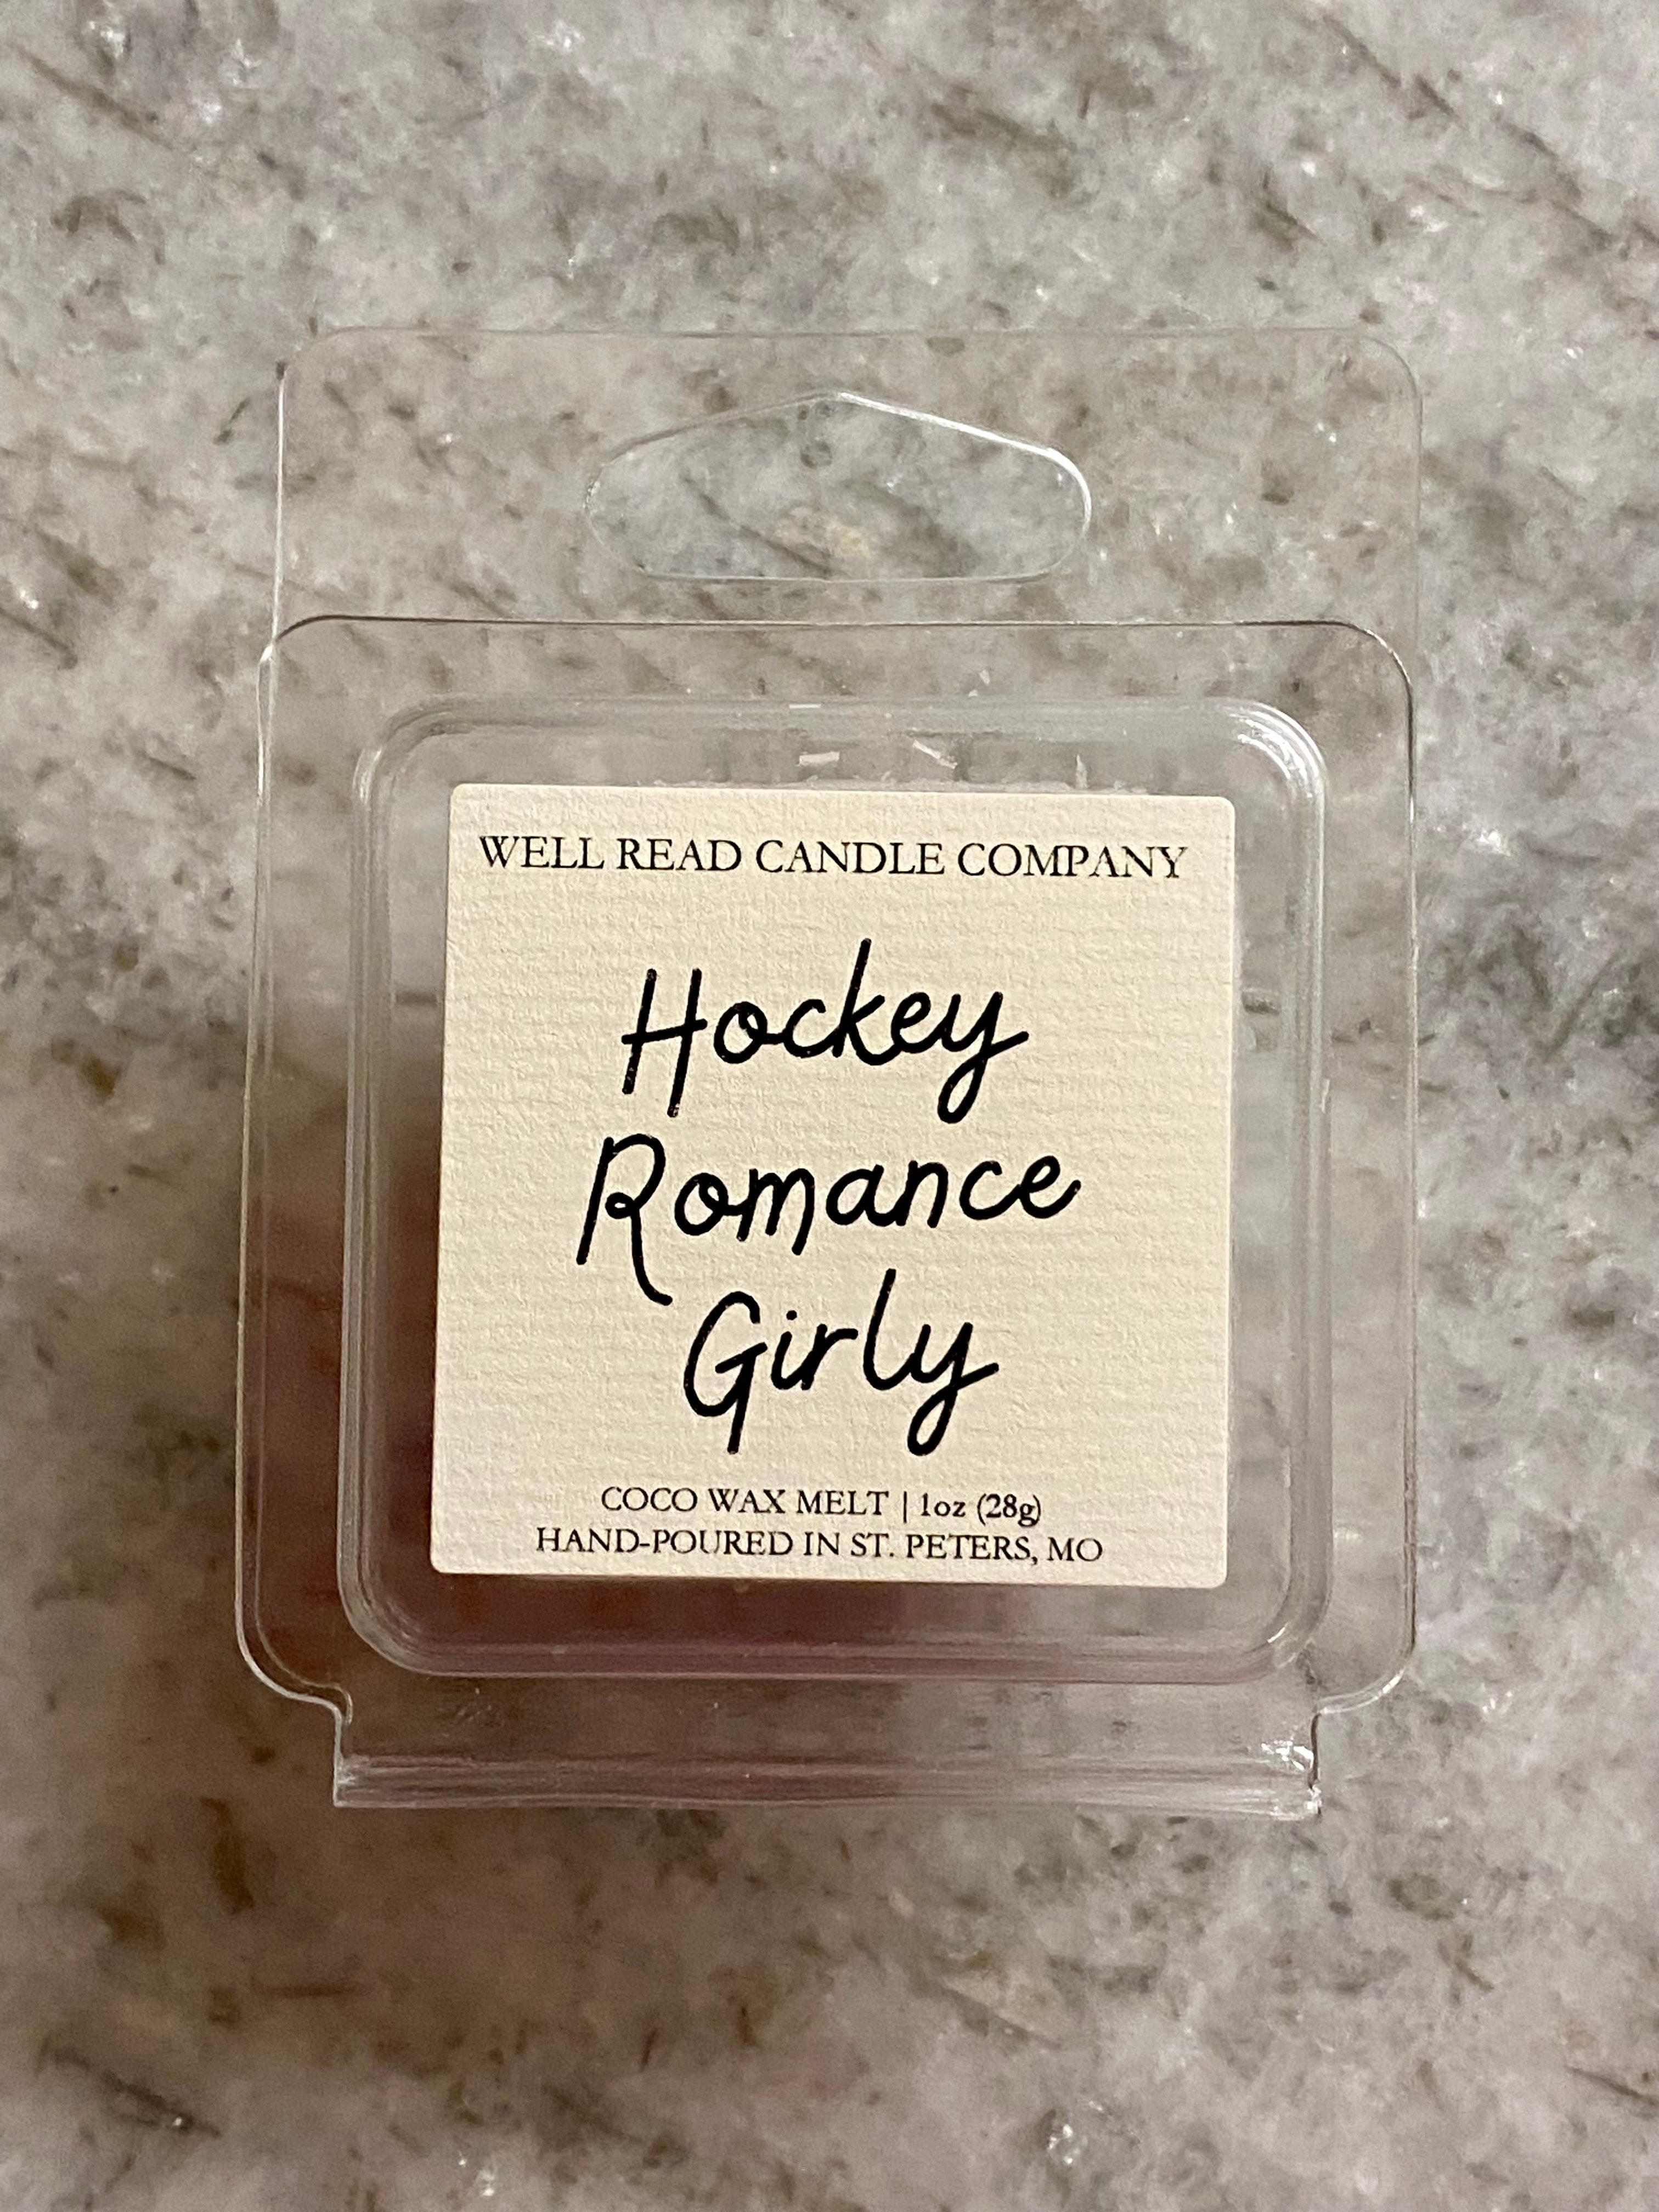 WELL READ CANDLE COMPANY
Hockey
Romance
Girly
COCO WAX MELT | 1oz (28g)
HAND-POURED IN ST. PETERS, MO